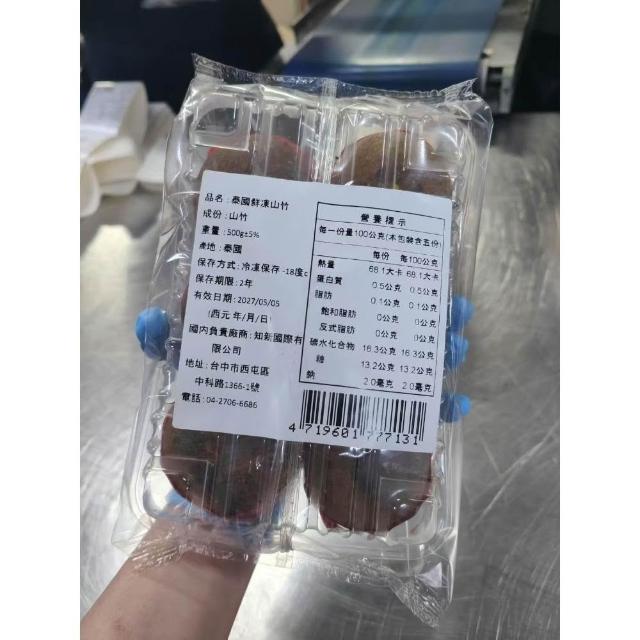 品名:泰國鮮凍山竹
成份:山竹
重量:500g±5%
產地:泰國
保存方式:冷凍保存-18度c
保存期限:2年
有效日期:2027/05/05
(西元年/月/日)
國內負責廠商:知新國際有
限公司
地址:台中市西屯區
中科路1366-1號
電話:04-2706-6686
營養標示
每一份量100公克(本包裝含五份)
每份 每100公克
熱量 68.1大卡 68.1大卡
蛋白質 0.5公克 0.5公克
脂肪 0.1公克 0.1公克
飽和脂肪 0公克 0公克
反式脂肪 0公克 0公克
碳水化合物 16.3公克 16.3公克
糖 13.2公克 13.2公克
鈉 2.0毫克 2.0毫克
4 719601 777131